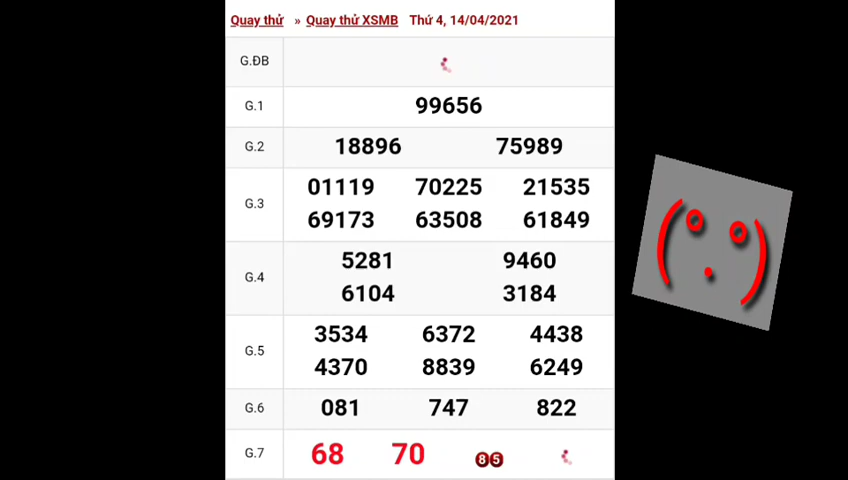 Quay thử » Quay thử XSMB Thứ 4, 14/04/2021
G.ĐB
G.1 99656
G.2 18896 75989
G.3 01119 70225 21535
69173 63508 61849
G.4 5281 9460
6104 3184
G.5 3534 6372 4438
4370 8839 6249
G.6 081 747 822
G.7 68 70 85